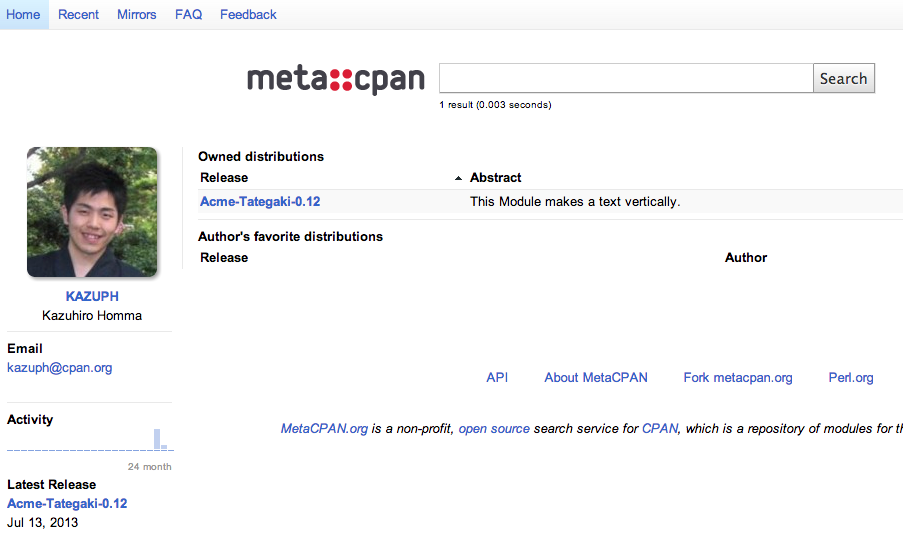 Home Recent Mirrors FAQ Feedback
meta::cpan
Search
1 result (0.003 seconds)
Owned distributions
Release Abstract
Acme-Tategaki-0.12 This Module makes a text vertically.
Author's favorite distributions
Release Author
KAZUPH
Kazuhiro Homma
Email
kazuph@cpan.org
Activity
24 month
Latest Release
Acme-Tategaki-0.12
Jul 13, 2013
API About MetaCPAN Fork metacpan.org Perl.org
MetaCPAN.org is a non-profit, open source search service for CPAN, which is a repository of modules for